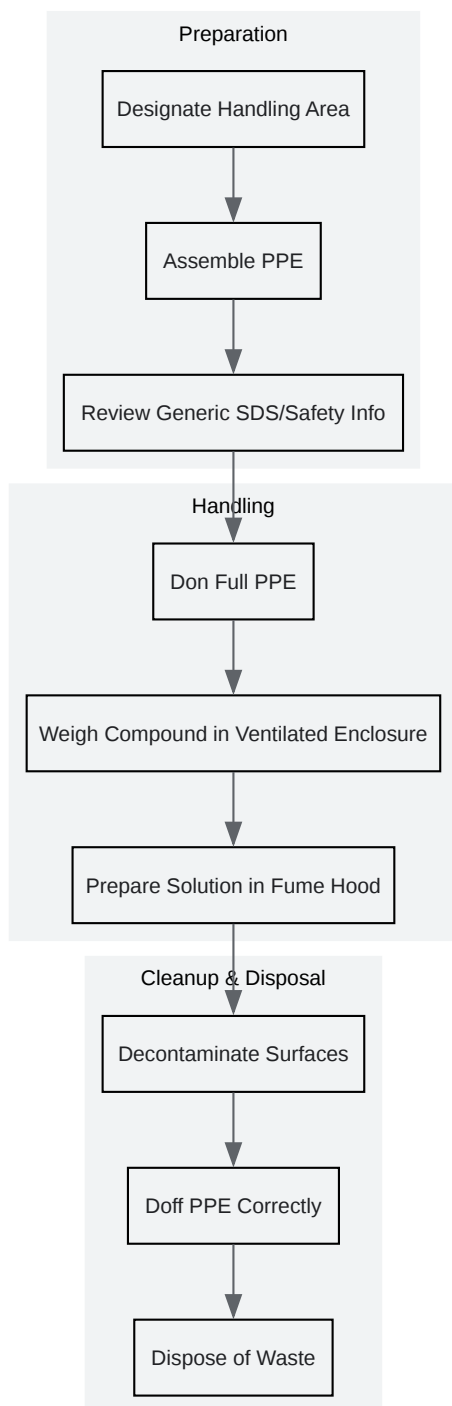 Preparation
Designate Handling Area
Assemble PPE
Review Generic SDS/Safety Info
Handling
Don Full PPE
Weigh Compound in Ventilated Enclosure
Prepare Solution in Fume Hood
Cleanup & Disposal
Decontaminate Surfaces
Doff PPE Correctly
Dispose of Waste